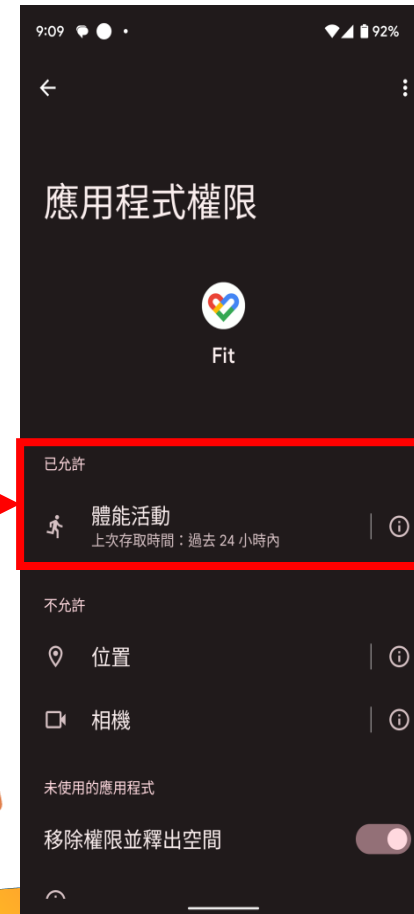 9:09
92%
應用程式權限
Fit
已允許
體能活動
上次存取時間：過去 24 小時內
不允許
位置
相機
未使用的應用程式
移除權限並釋出空間